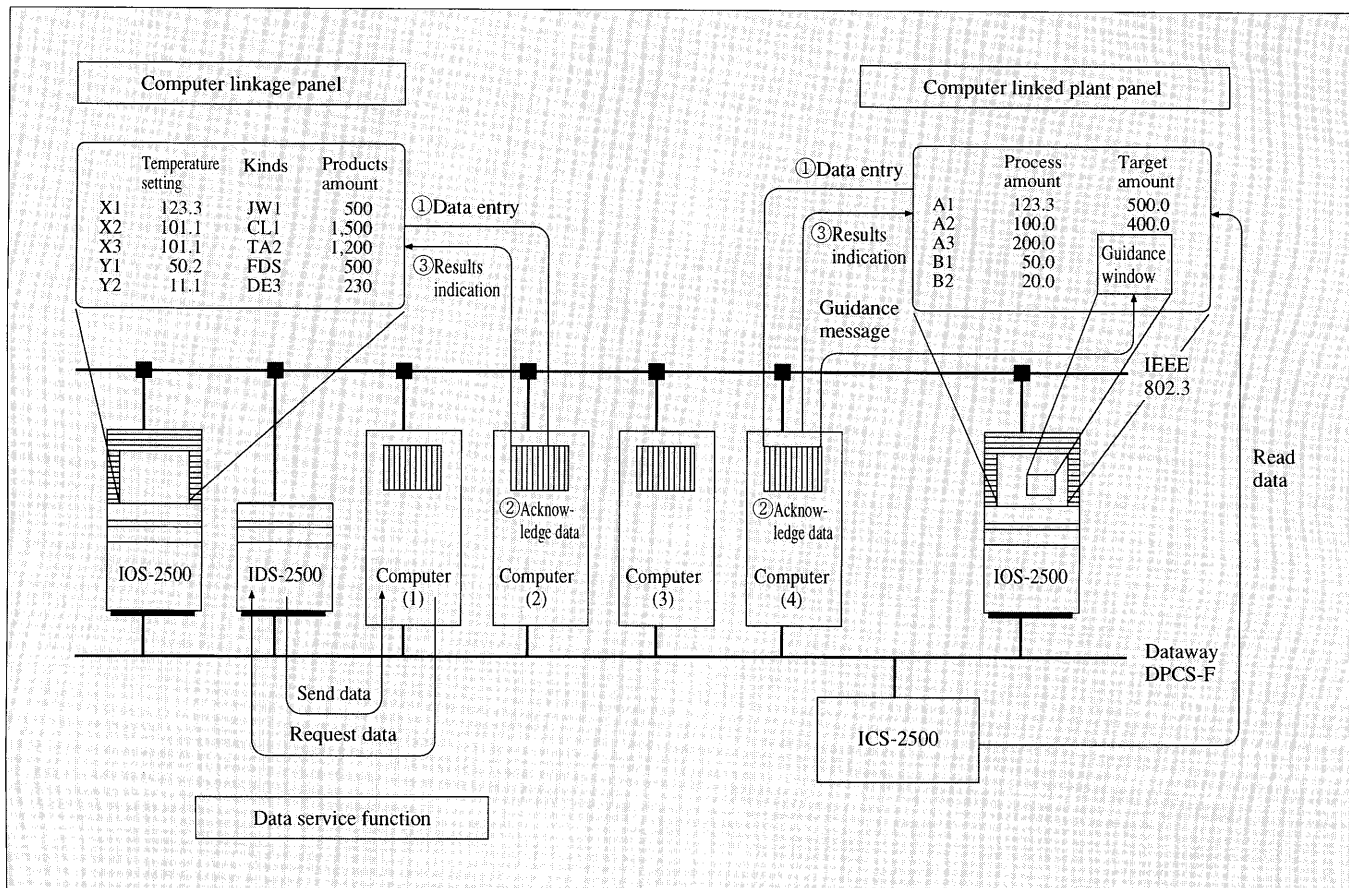 Computer linkage panel
Computer linked plant panel
Temperature setting Kinds Products amount
X1 123.3 JW1 500
X2 101.1 CL1 1,500
X3 101.1 TA2 1,200
Y1 50.2 FDS 500
Y2 11.1 DE3 230
①Data entry
③Results
indication
①Data entry
③Results
indication
Guidance
message
Process amount Target amount
A1 123.3 500.0
A2 100.0 400.0
A3 200.0
B1 50.0
B2 20.0
Guidance
window
IEEE
802.3
Read
data
IOS-2500
IDS-2500
Computer
(1)
②Acknow-
ledge data
Computer
(2)
Computer
(3)
②Acknow-
ledge data
Computer
(4)
IOS-2500
Dataway
DPCS-F
Send data
Request data
ICS-2500
Data service function